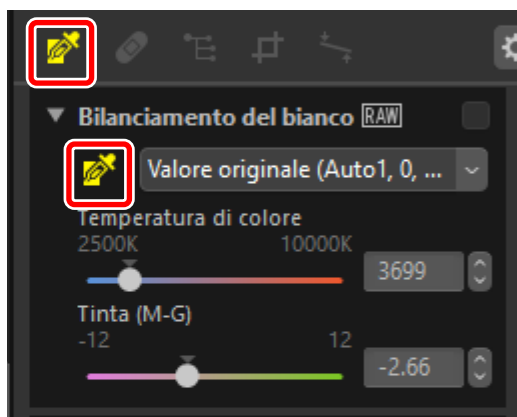 Bilanciamento del bianco RAW
Valore originale (Auto1, 0, ...
Temperatura di colore
2500K 10000K
3699
Tinta (M-G)
-12 12
-2.66